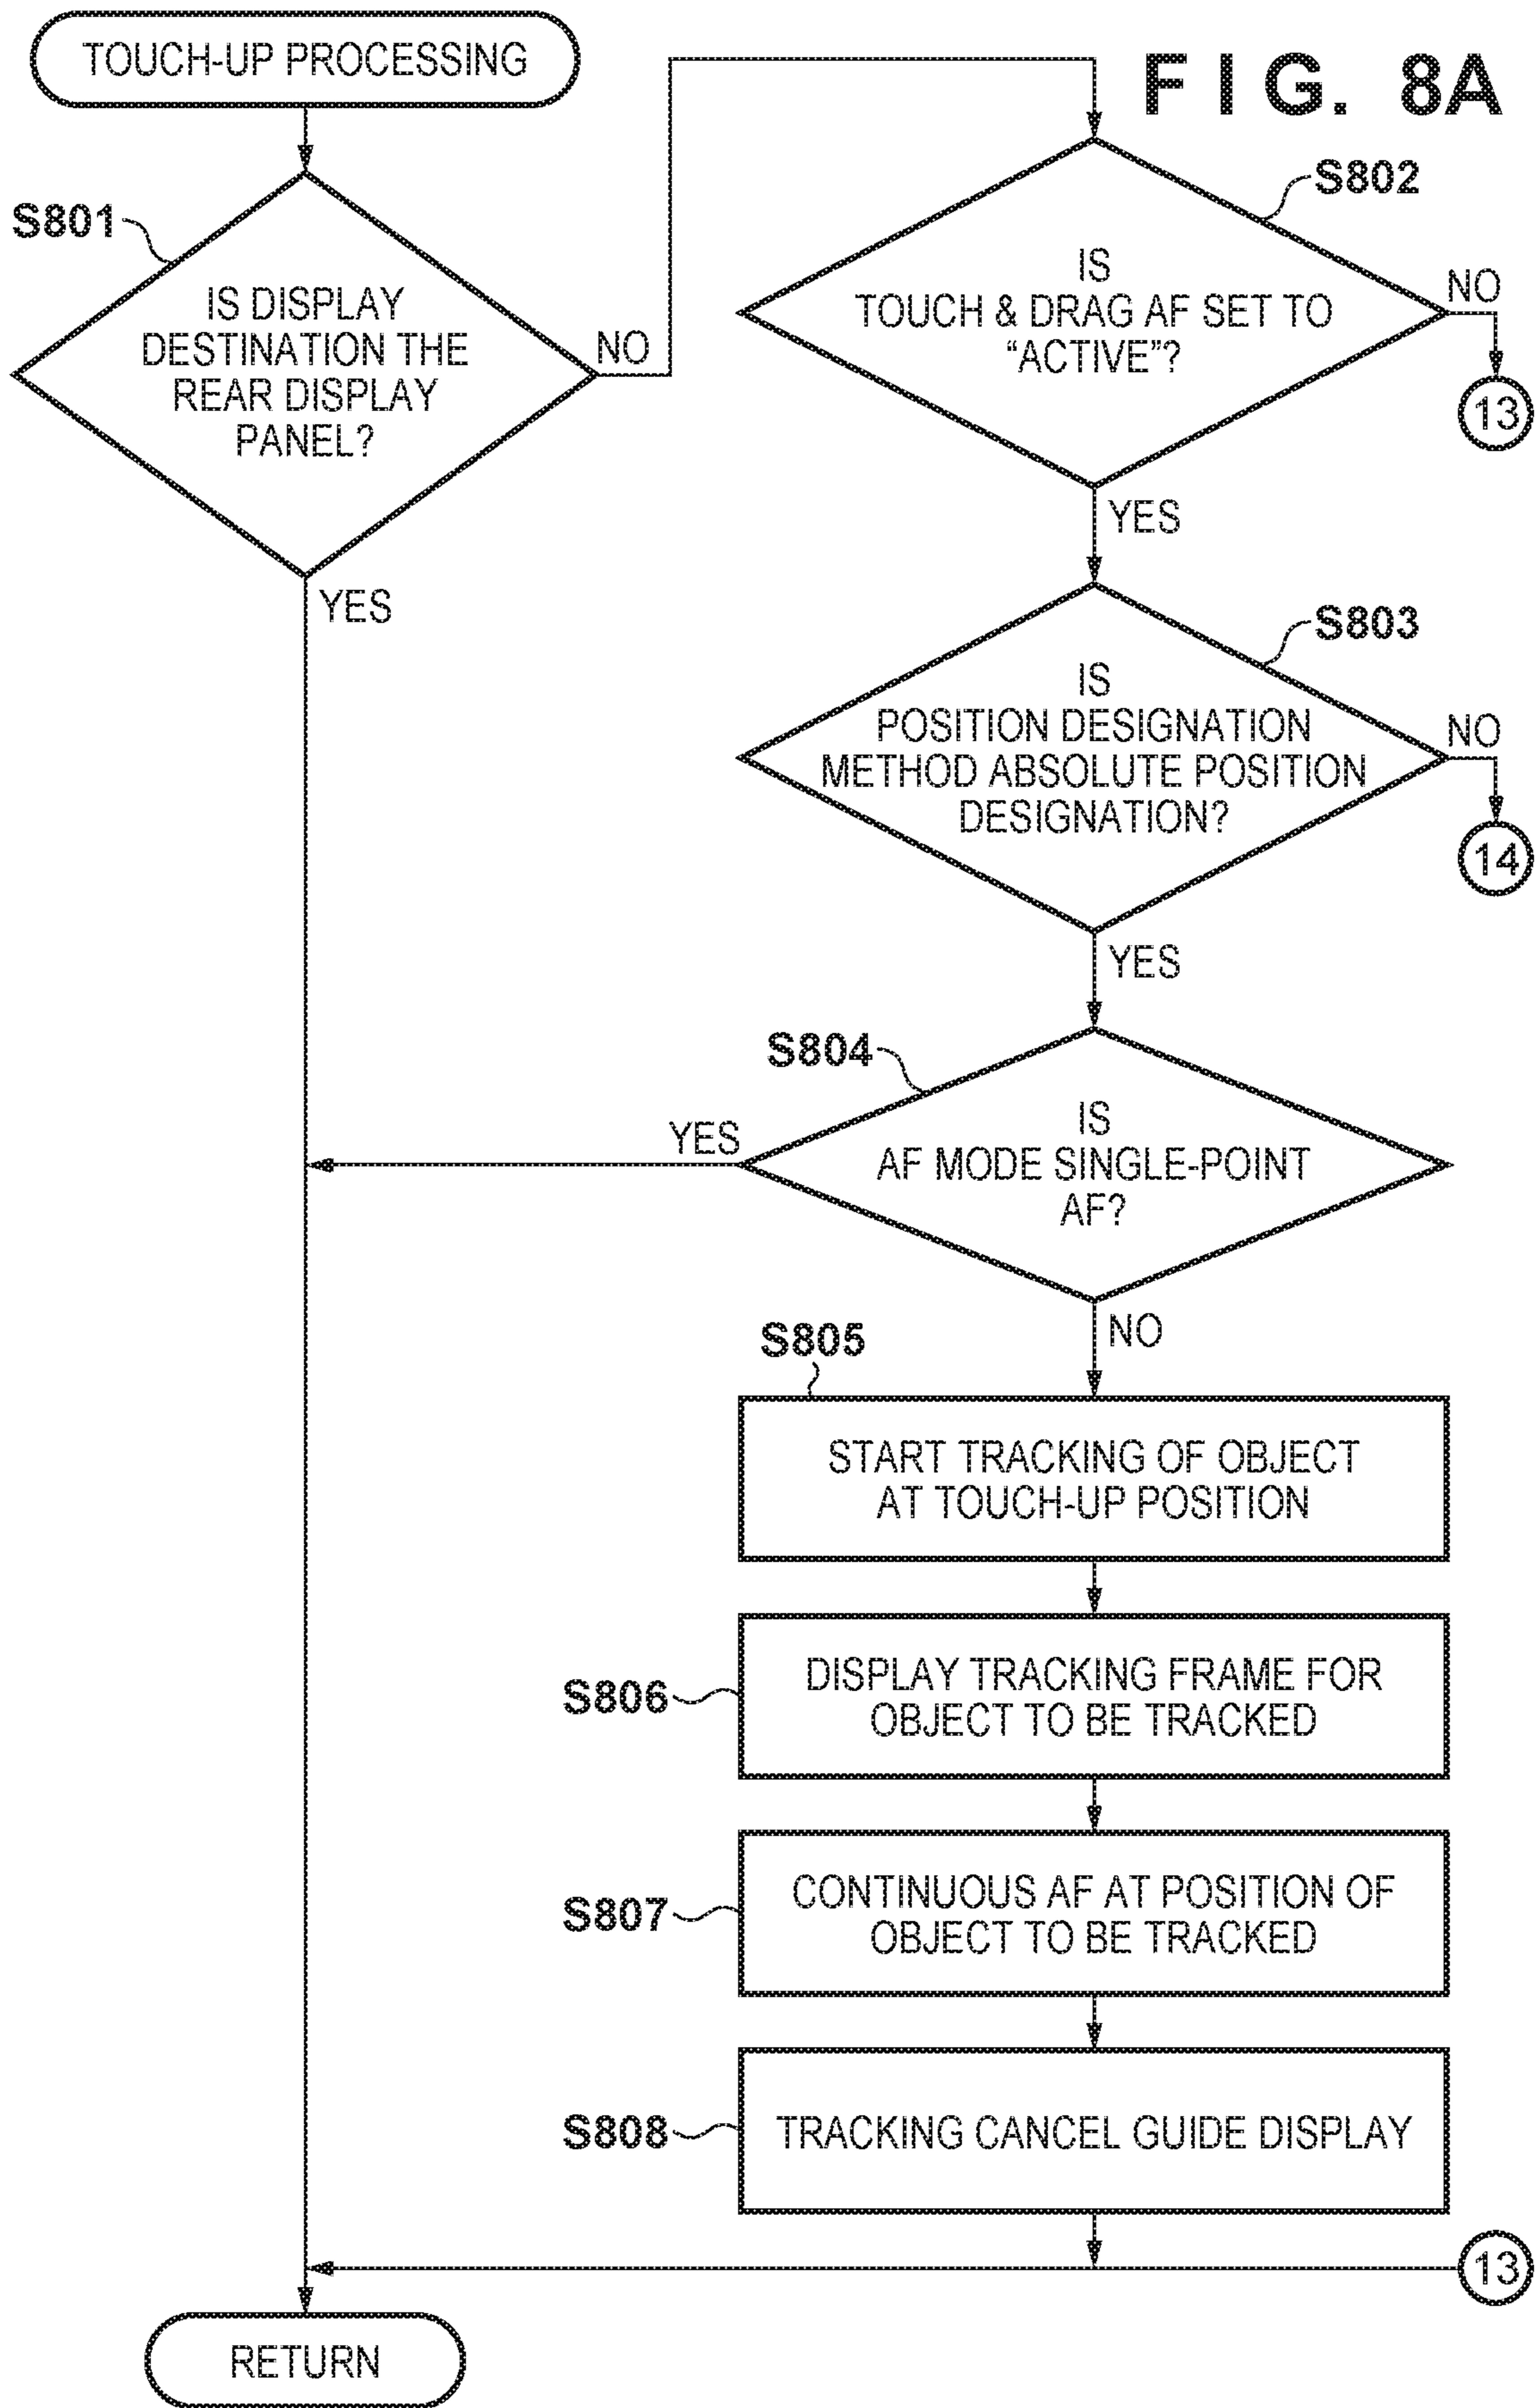 TOUCH-UP PROCESSING
FIG. 8A
S801
IS DISPLAY
DESTINATION THE
REAR DISPLAY
PANEL?
NO
YES
S802
IS
TOUCH & DRAG AF SET TO
“ACTIVE”?
NO
13
YES
S803
IS
POSITION DESIGNATION
METHOD ABSOLUTE POSITION
DESIGNATION?
NO
14
YES
S804
IS
AF MODE SINGLE-POINT
AF?
YES
NO
S805
START TRACKING OF OBJECT
AT TOUCH-UP POSITION
S806
DISPLAY TRACKING FRAME FOR
OBJECT TO BE TRACKED
S807
CONTINUOUS AF AT POSITION OF
OBJECT TO BE TRACKED
S808
TRACKING CANCEL GUIDE DISPLAY
13
RETURN